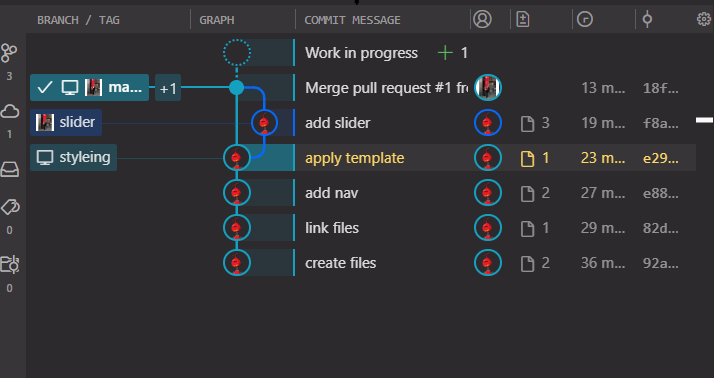 BRANCH / TAG GRAPH COMMIT MESSAGE
Work in progress + 1
3 ma... +1 Merge pull request #1 fro 13 m... 18f...
slider add slider 3 19 m... f8a...
1 styleing apply template 1 23 m... e29...
add nav 2 27 m... e88...
0 link files 1 29 m... 82d...
create files 2 36 m... 92a...
0